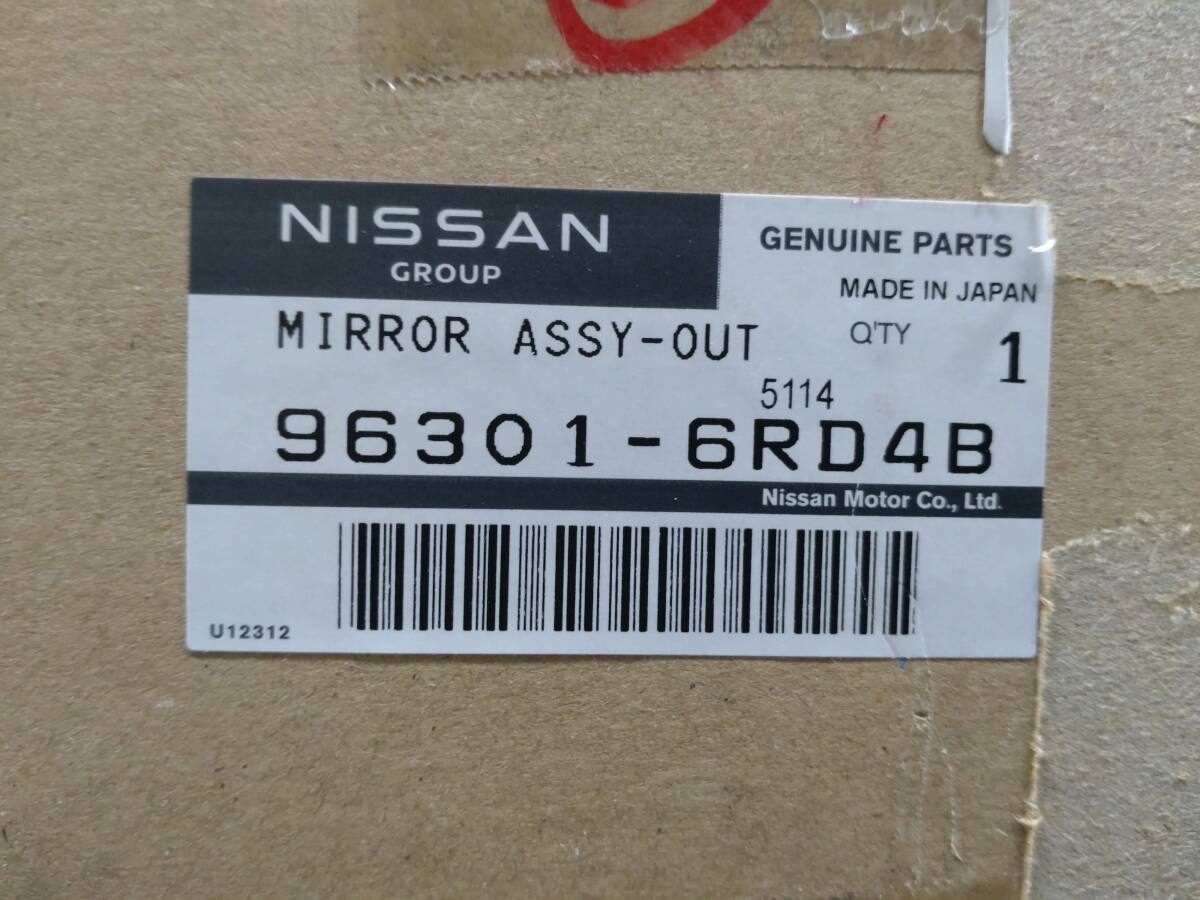 NISSAN
GROUP
GENUINE PARTS
MADE IN JAPAN
MIRROR ASSY-OUT
Q'TY 1
5114
96301-6RD4B
Nissan Motor Co., Ltd.
U12312